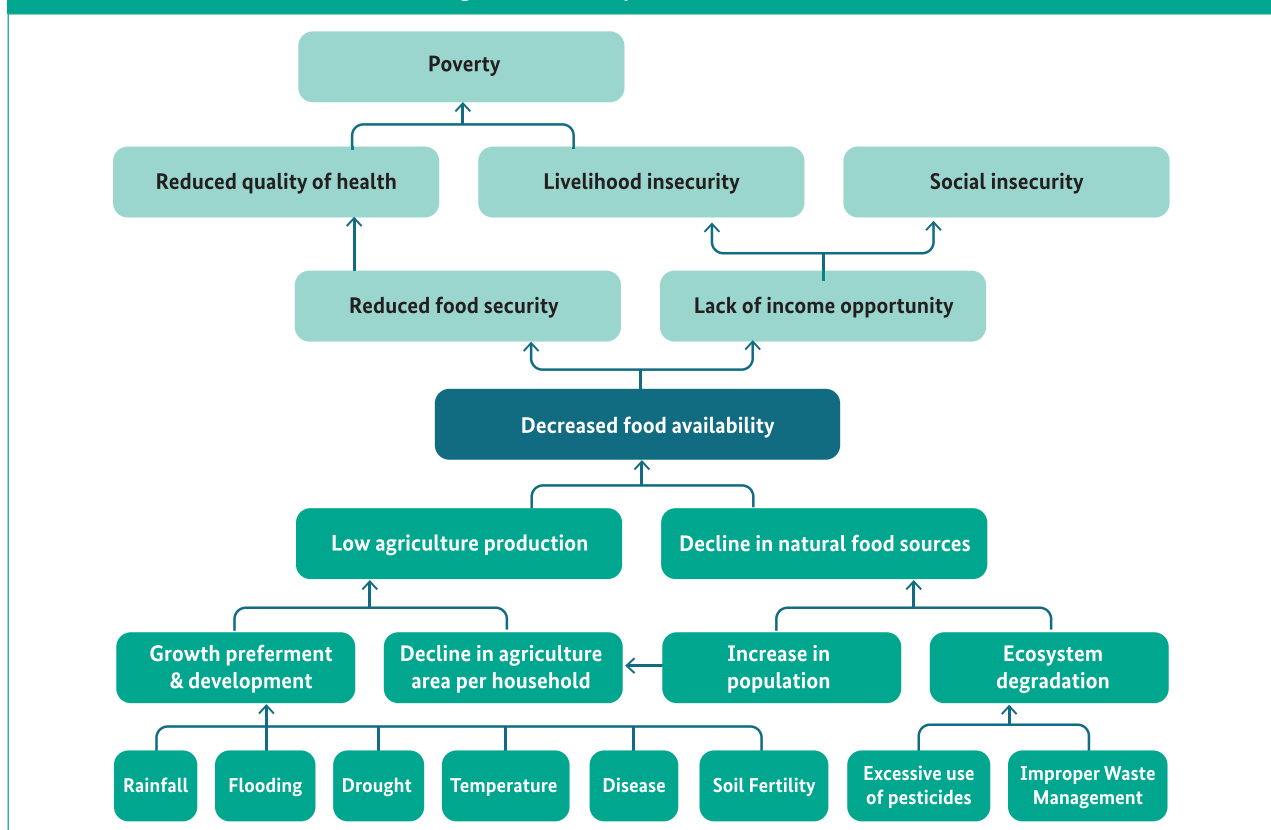 Poverty
Reduced quality of health
Livelihood insecurity
Social insecurity
Reduced food security
Lack of income opportunity
Decreased food availability
Low agriculture production
Decline in natural food sources
Growth preferment
& development
Decline in agriculture
area per household
Increase in
population
Ecosystem
degradation
Rainfall
Flooding
Drought
Temperature
Disease
Soil Fertility
Excessive use
of pesticides
Improper Waste
Management